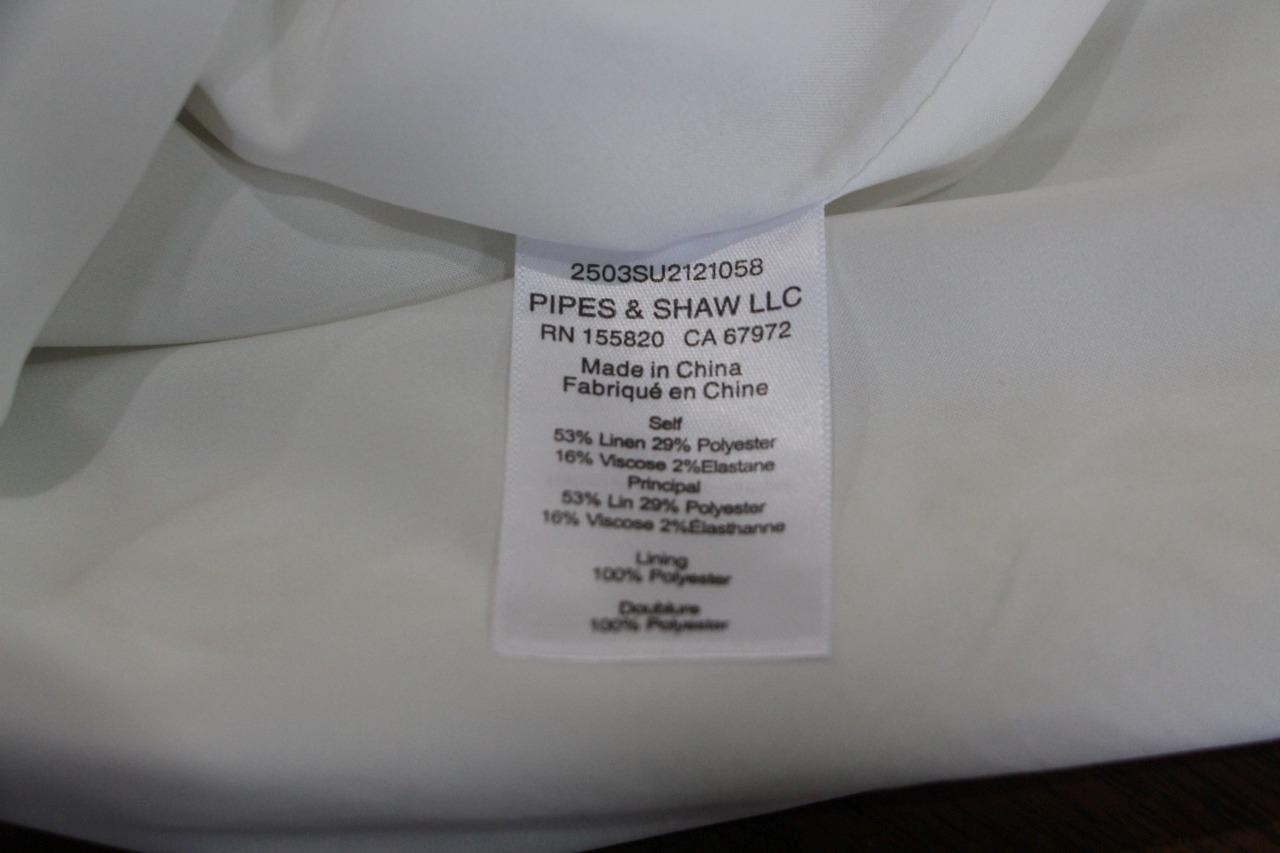 2503SU2121058
PIPES & SHAW LLC
RN 155820 CA 67972
Made in China
Fabriqué en Chine
Self
53% Linen 29% Polyester
16% Viscose 2%Elastane
Principal
53% Lin 29% Polyester
16% Viscose 2%Élasthanne
Lining
100% Polyester
Doublure
100% Polyester